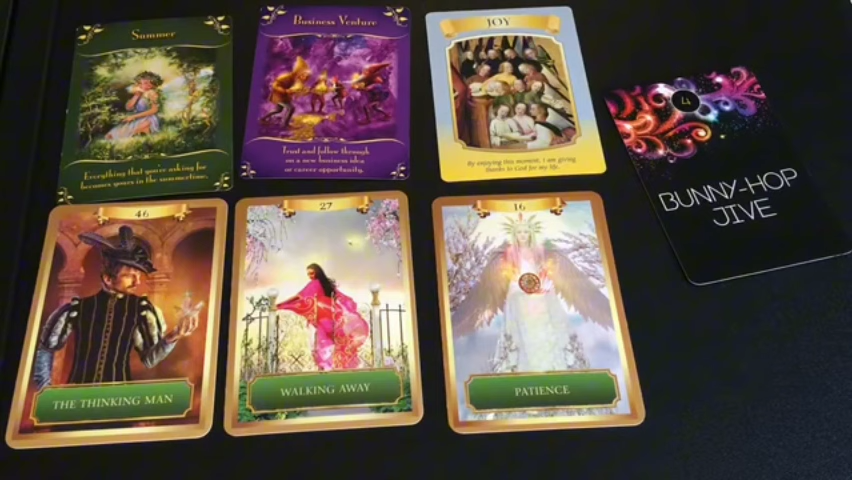 Summer
Everything that you're asking for
becomes yours in the summertime.
Business Venture
Trust and follow through
on a new business idea
or career opportunity.
JOY
By enjoying this moment, I am giving
thanks to God for my life.
4
BUNNY-HOP
JIVE
46
THE THINKING MAN
27
WALKING AWAY
16
PATIENCE